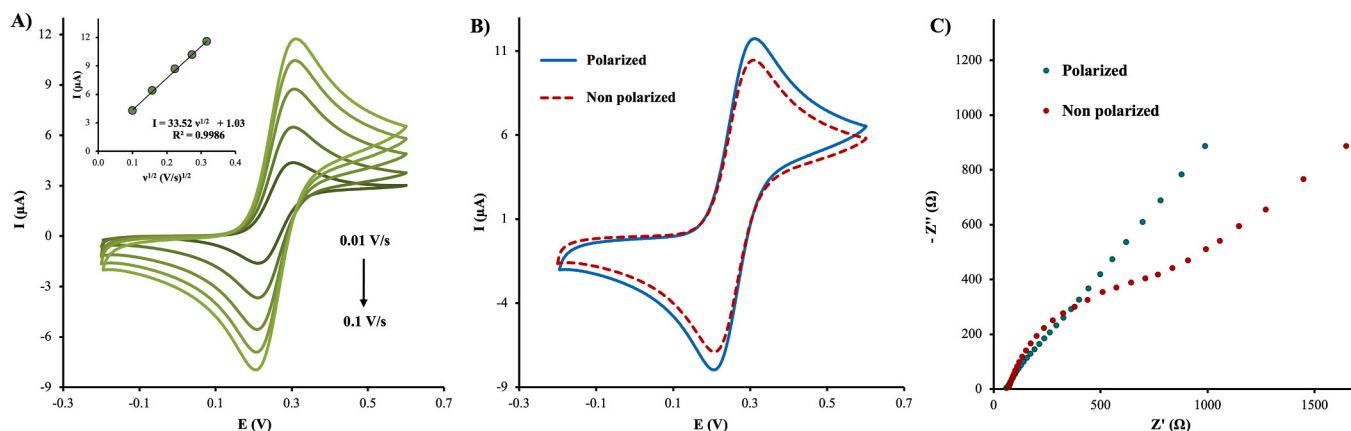 A)
I (µA)
12
9
6
3
0
-3
-6
-9
-0.3
-0.1
0.1
0.3
0.5
0.7
E (V)
I (µA)
12
9
6
3
0
0.0
0.1
0.2
0.3
0.4
I = 33.52 v1/2 + 1.03
R² = 0.9986
v1/2 (V/s)1/2
0.01 V/s
0.1 V/s
B)
Polarized
Non polarized
I (µA)
11
6
1
-4
-9
-0.3
-0.1
0.1
0.3
0.5
0.7
E (V)
C)
Polarized
Non polarized
- Z'' (Ω)
1200
1000
800
600
400
200
0
0
500
1000
1500
Z' (Ω)